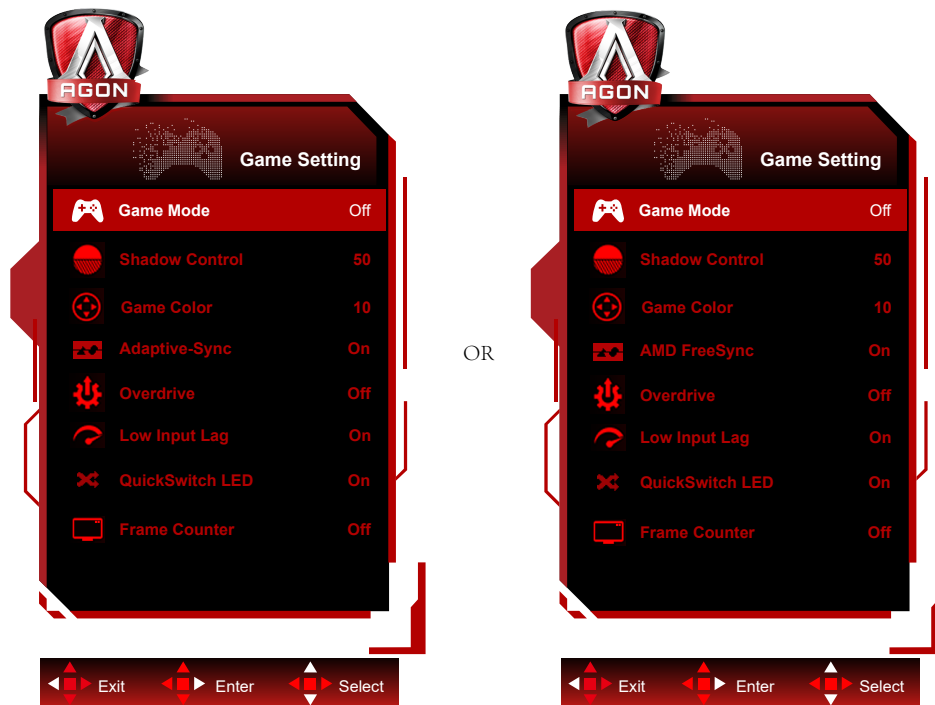 AGON
Game Setting
Game Mode Off
Shadow Control 50
Game Color 10
Adaptive-Sync On
Overdrive Off
Low Input Lag On
QuickSwitch LED On
Frame Counter Off
Exit Enter Select
OR
AGON
Game Setting
Game Mode Off
Shadow Control 50
Game Color 10
AMD FreeSync On
Overdrive Off
Low Input Lag On
QuickSwitch LED On
Frame Counter Off
Exit Enter Select